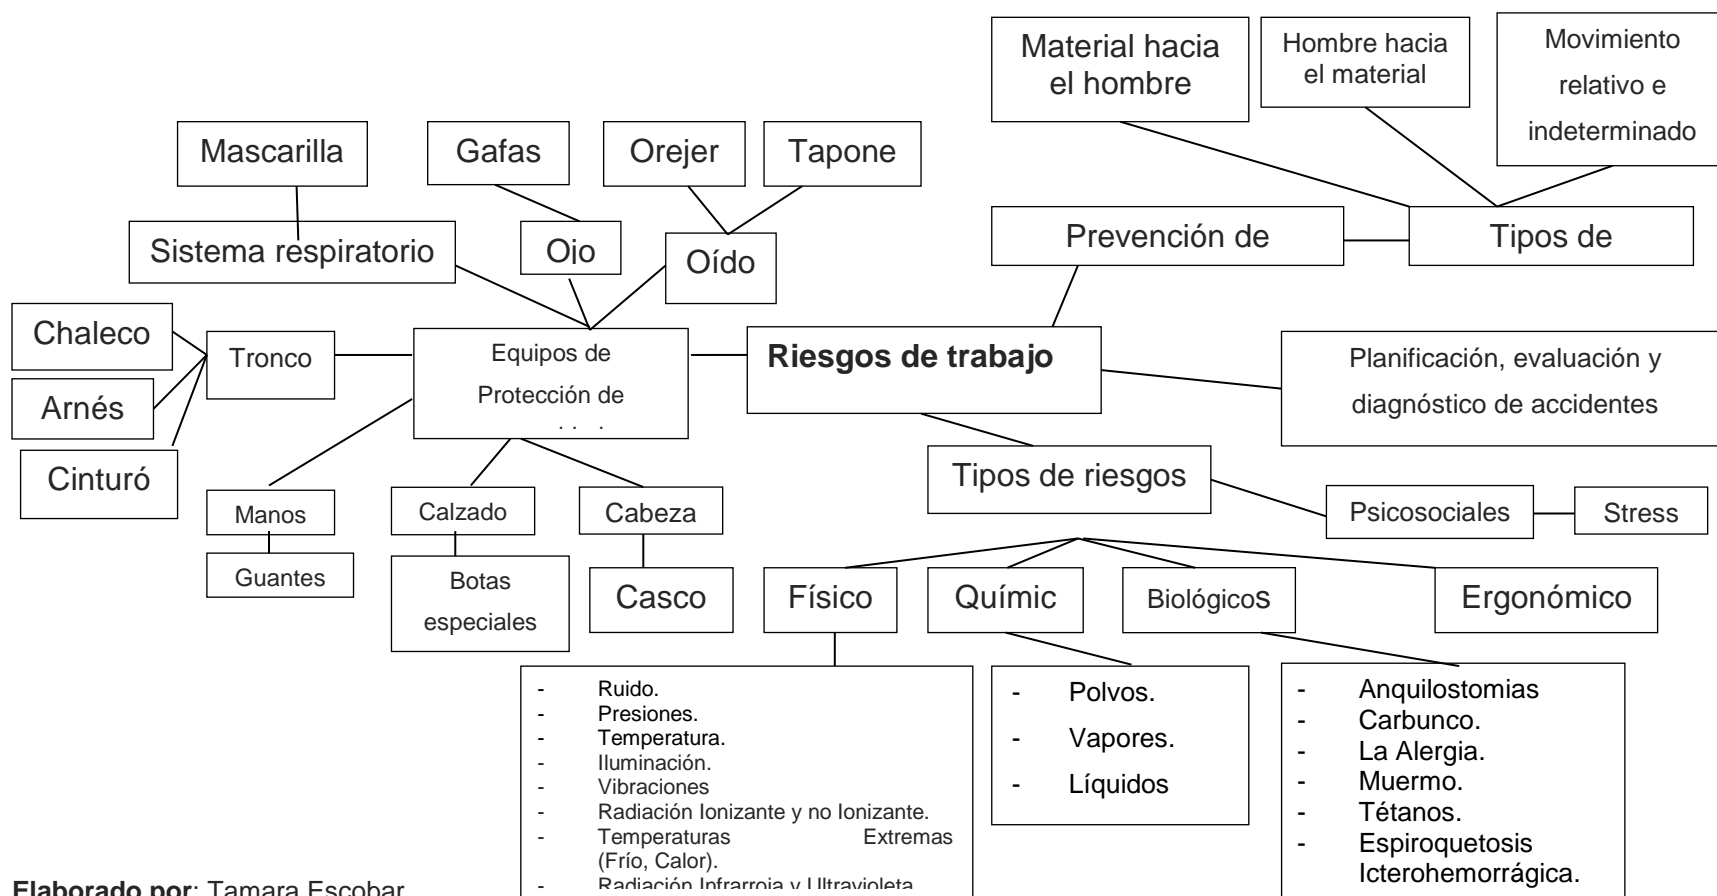 Material hacia
el hombre
Hombre hacia
el material
Movimiento
relativo e
indeterminado
Mascarilla
Gafas
Orejer
Tapone
Sistema respiratorio
Ojo
Oído
Prevención de
Tipos de
Chaleco
Tronco
Arnés
Cinturó
Equipos de
Protección de
Riesgos de trabajo
Planificación, evaluación y
diagnóstico de accidentes
Tipos de riesgos
Psicosociales
Stress
Manos
Calzado
Cabeza
Guantes
Botas
especiales
Casco
Físico
Químic
Biológicos
Ergonómico
- Ruido.
- Presiones.
- Temperatura.
- Iluminación.
- Vibraciones
- Radiación Ionizante y no Ionizante.
- Temperaturas Extremas
(Frío, Calor).
- Radiación Infrarroja y Ultravioleta
- Polvos.
- Vapores.
- Líquidos
- Anquilostomias
- Carbunco.
- La Alergia.
- Muermo.
- Tétanos.
- Espiroquetosis
Icterohemorrágica.
Elaborado por: Tamara Escobar